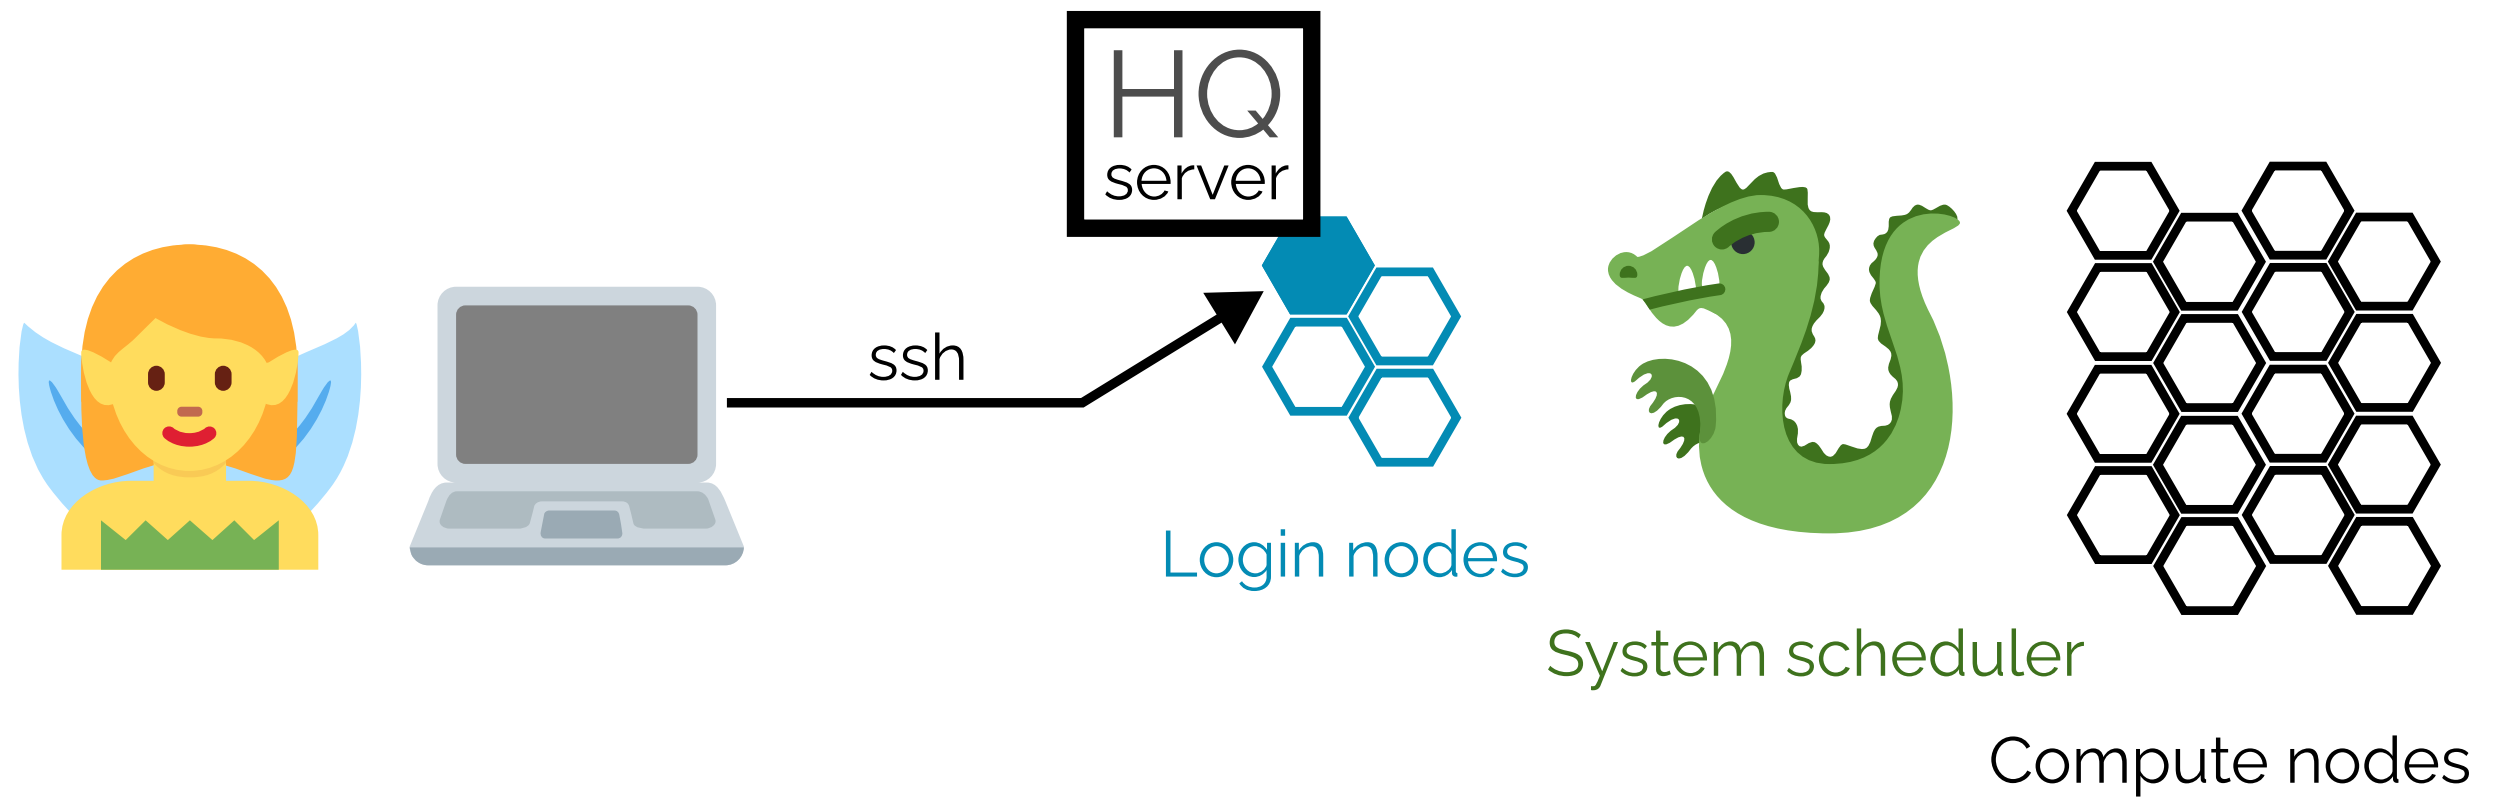 HQ
server
ssh
Login nodes
System scheduler
Compute nodes